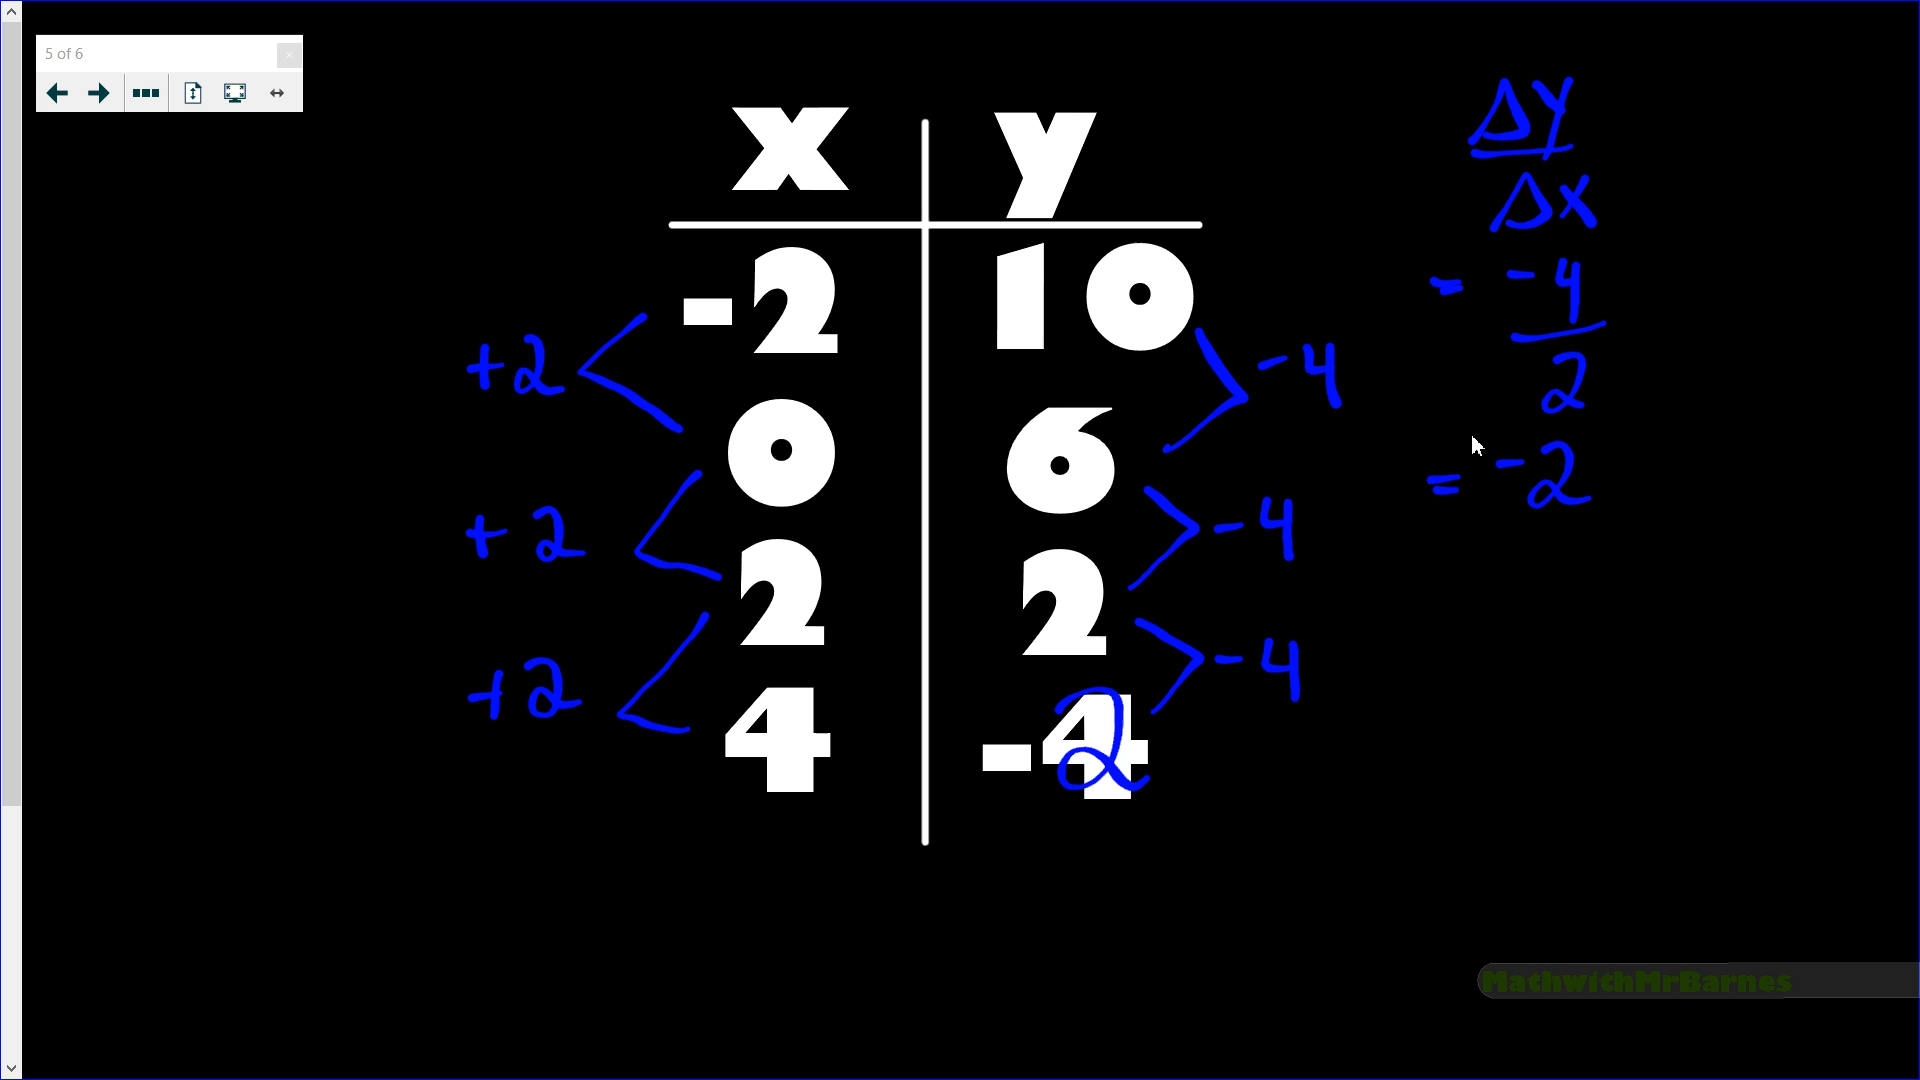 5 of 6
x y
-2 10
+2 -4
0 6
+2 -4
2 2
+2 -4
4 -4 2
Δy
Δx
= -4
2
= -2
MathwithMrBarnes